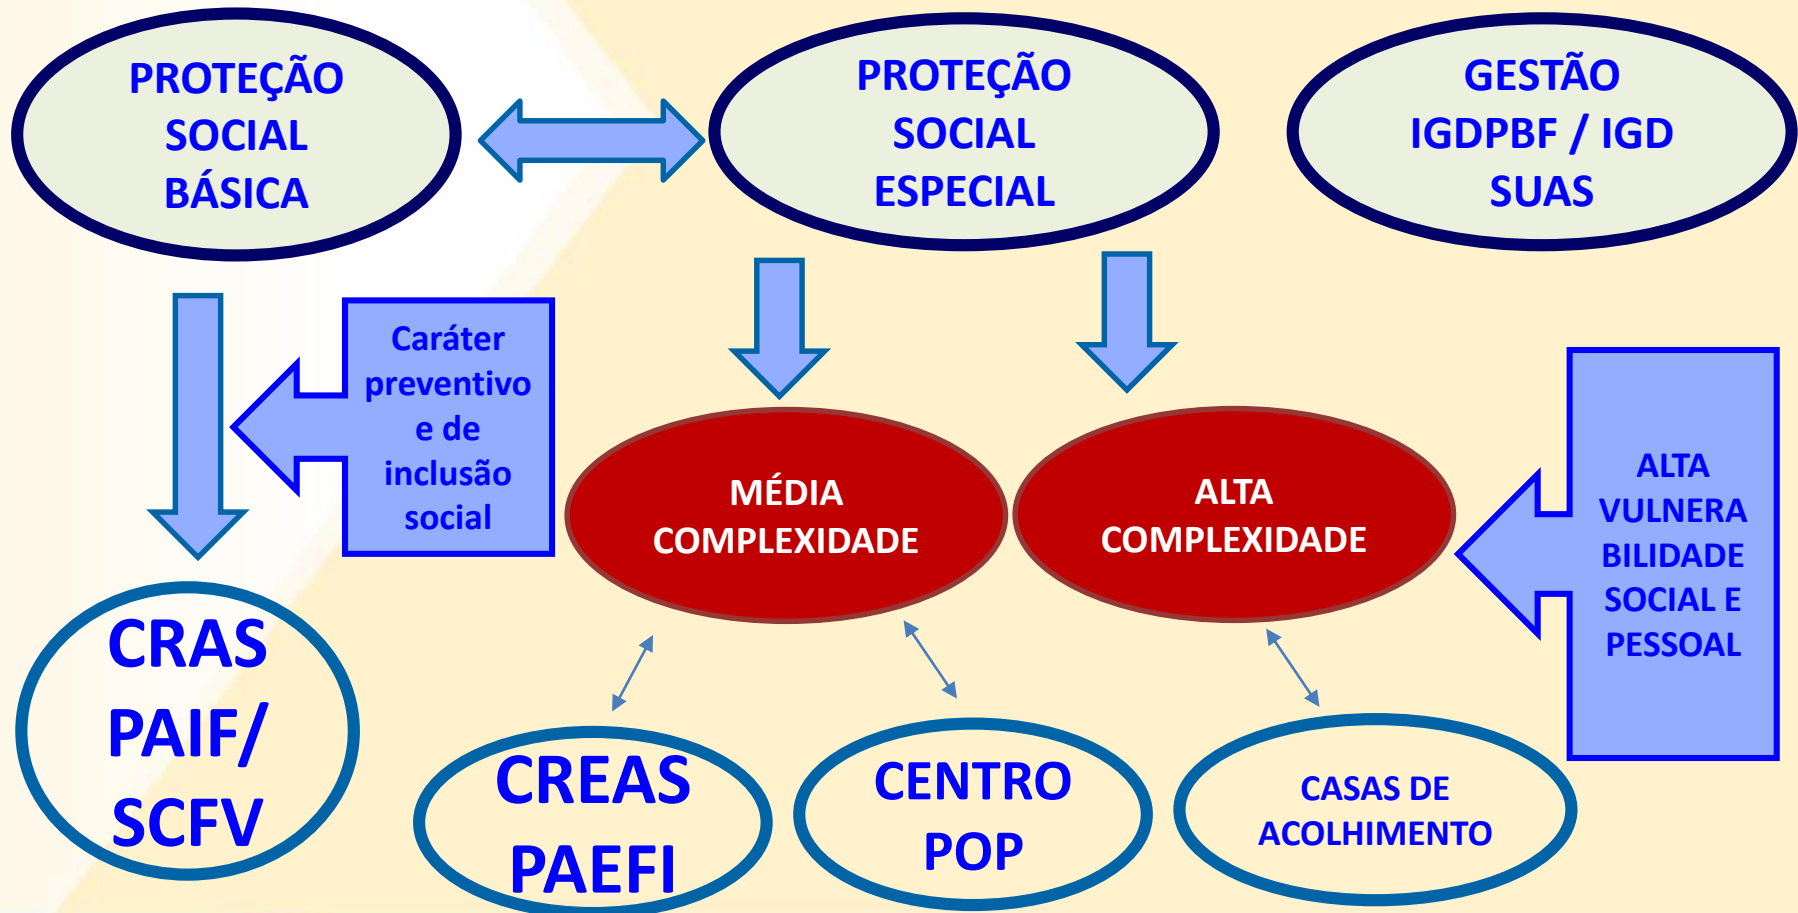 PROTEÇÃO
SOCIAL
BÁSICA
PROTEÇÃO
SOCIAL
ESPECIAL
GESTÃO
IGDPBF / IGD
SUAS
Caráter
preventivo
e de
inclusão
social
MÉDIA
COMPLEXIDADE
ALTA
COMPLEXIDADE
ALTA
VULNERA
BILIDADE
SOCIAL E
PESSOAL
CRAS
PAIF/
SCFV
CREAS
PAEFI
CENTRO
POP
CASAS DE
ACOLHIMENTO